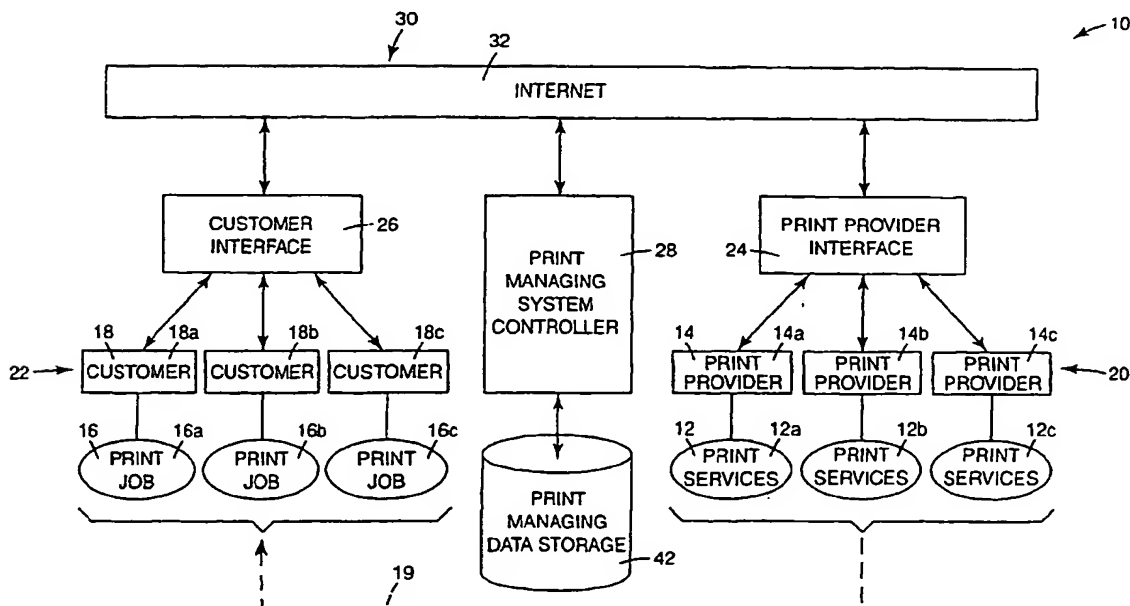 30
10
32
INTERNET
CUSTOMER
INTERFACE
26
PRINT
MANAGING
SYSTEM
CONTROLLER
28
PRINT PROVIDER
INTERFACE
24
18
18a
18b
18c
14
14a
14b
14c
22
CUSTOMER
CUSTOMER
CUSTOMER
PRINT
PROVIDER
PRINT
PROVIDER
PRINT
PROVIDER
20
16
16a
16b
16c
12
12a
12b
12c
PRINT
JOB
PRINT
JOB
PRINT
JOB
PRINT
MANAGING
DATA STORAGE
42
PRINT
SERVICES
PRINT
SERVICES
PRINT
SERVICES
19